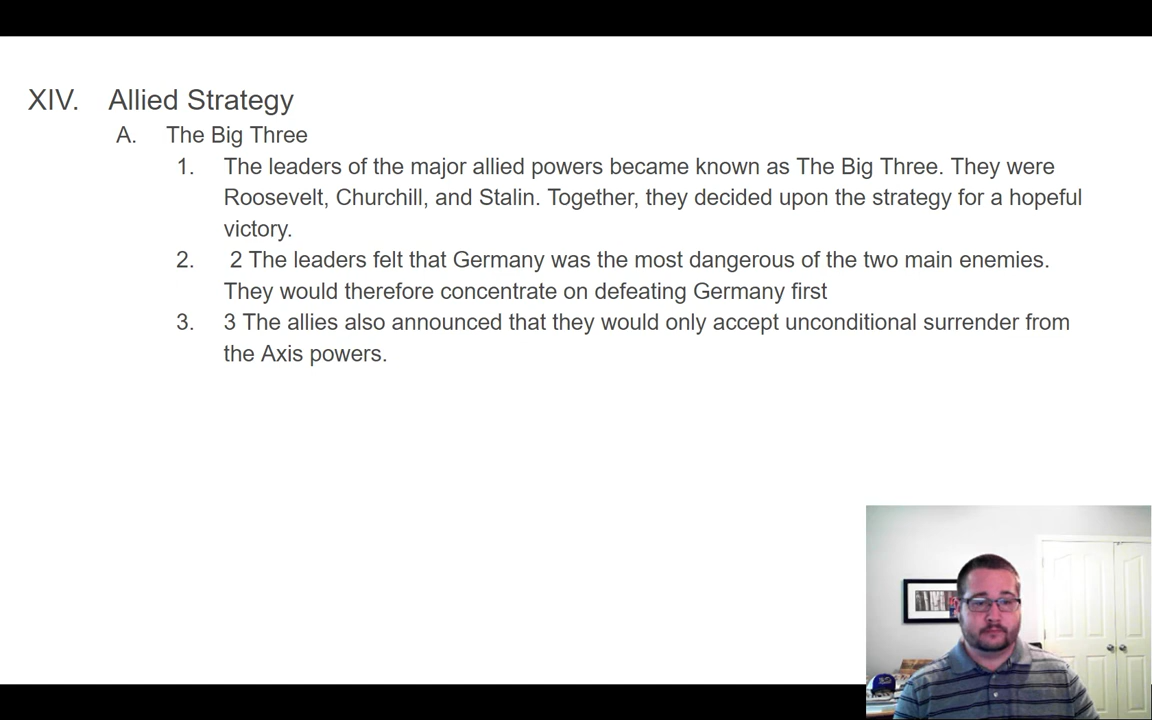 XIV. Allied Strategy
A. The Big Three
1. The leaders of the major allied powers became known as The Big Three. They were
Roosevelt, Churchill, and Stalin. Together, they decided upon the strategy for a hopeful
victory.
2. 2 The leaders felt that Germany was the most dangerous of the two main enemies.
They would therefore concentrate on defeating Germany first
3. 3 The allies also announced that they would only accept unconditional surrender from
the Axis powers.